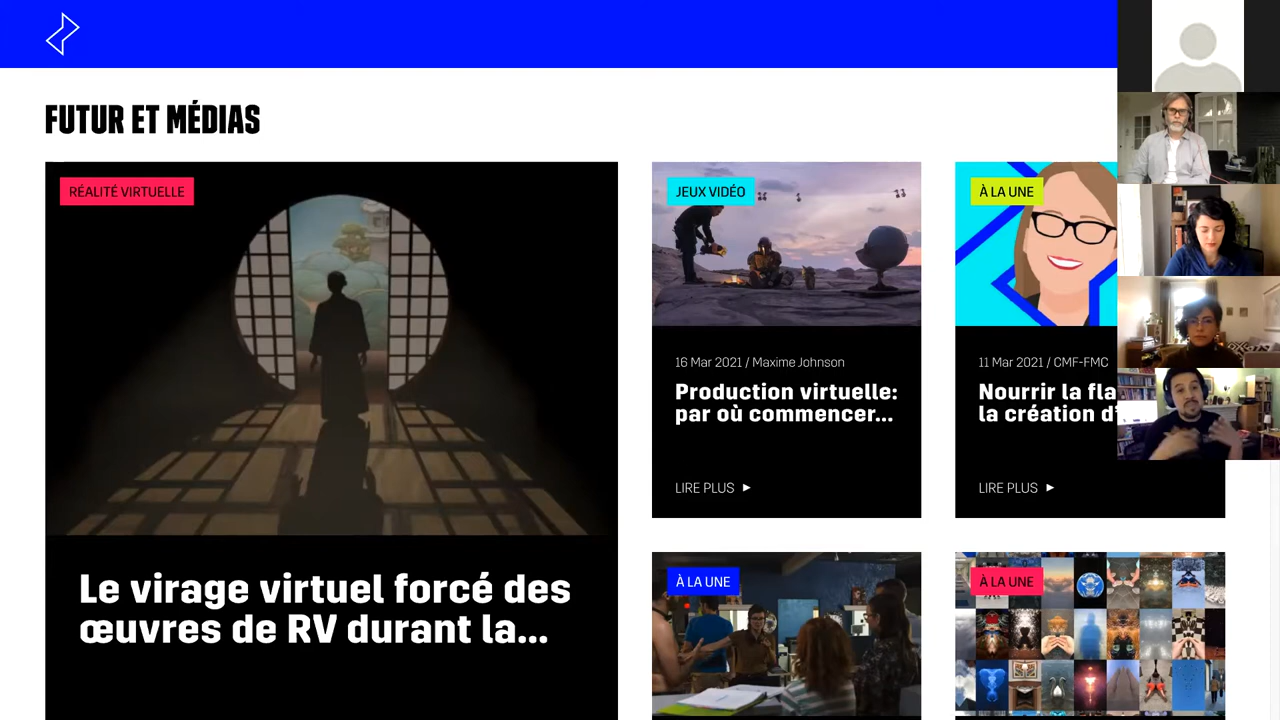 FUTUR ET MÉDIAS
RÉALITÉ VIRTUELLE
Le virage virtuel forcé des
œuvres de RV durant la...
JEUX VIDÉO
16 Mar 2021 / Maxime Johnson
Production virtuelle:
par où commencer...
LIRE PLUS
À LA UNE
11 Mar 2021 / CMF-FMC
Nourrir la fla
la création d'
LIRE PLUS
À LA UNE
À LA UNE